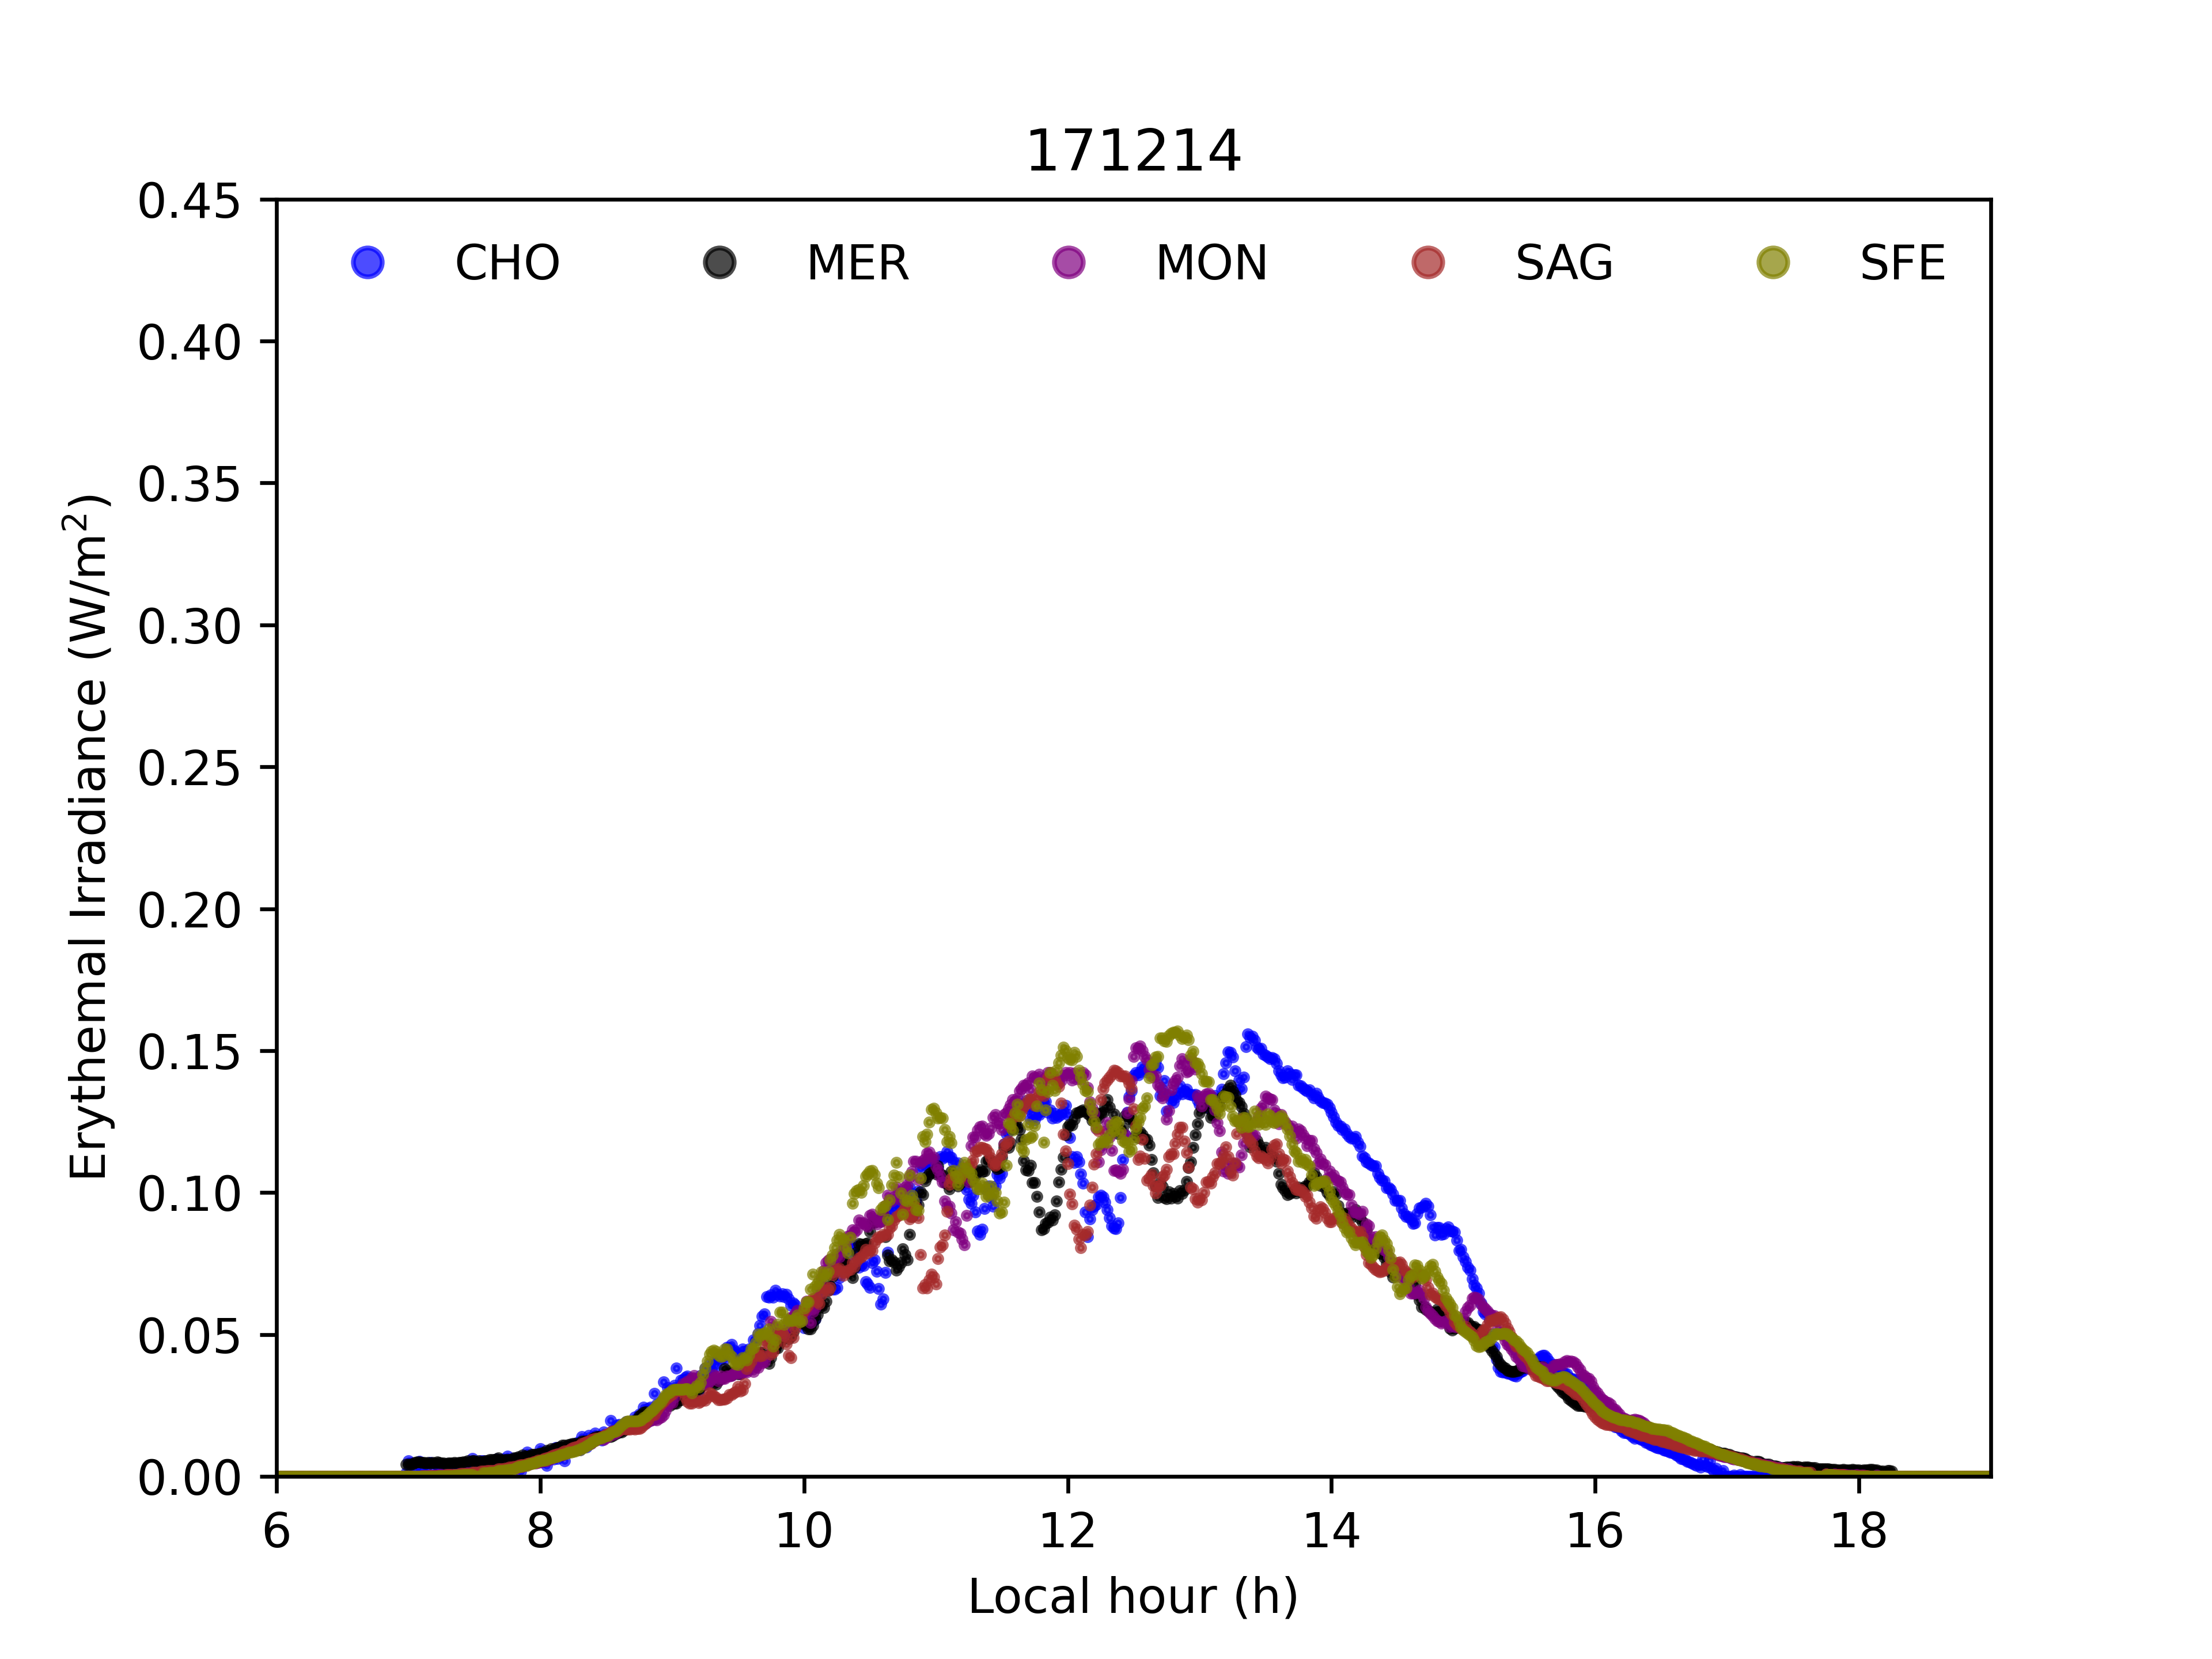 171214
CHO MER MON SAG SFE
0.45
0.40
0.35
0.30
0.25
0.20
0.15
0.10
0.05
0.00
Erythemal Irradiance (W/m²)
6 8 10 12 14 16 18
Local hour (h)